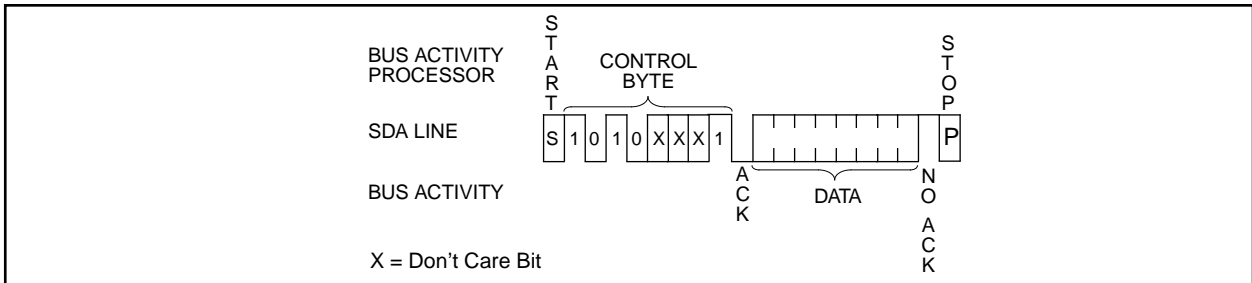 START
STOP
BUS ACTIVITY
PROCESSOR
CONTROL
BYTE
SDA LINE
S 1 0 1 0 X X X 1
P
BUS ACTIVITY
ACK
DATA
NO ACK
X = Don't Care Bit